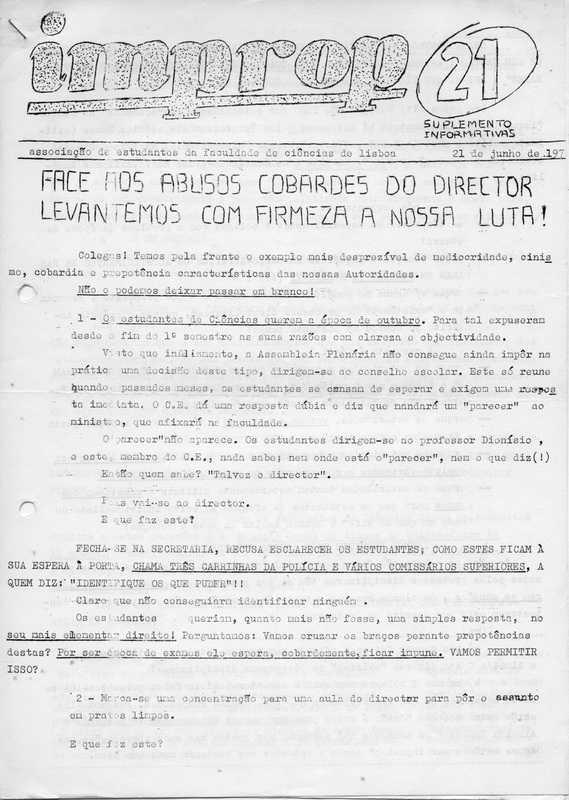 improp
21
SUPLEMENTO
INFORMATIVAS
associação de estudantes da faculdade de ciências de lisboa 21 de junho de 197
FACE AOS ABUSOS COBARDES DO DIRECTOR
LEVANTEMOS COM FIRMEZA A NOSSA LUTA!
Colegas! Temos pela frente o exemplo mais desprezível de mediocridade, cinis
mo, cobardia e prepotência características das nossas Autoridades.
Não o podemos deixar passar em branco!
1 - Os estudantes de Ciências querem a época de outubro. Para tal expuseram
desde o fim do 1º semestre as suas razões com clareza e objectividade.
Visto que infelizmente, a Assembleia Plenária não consegue ainda impôr na
prática uma decisão deste tipo, dirigem-se ao conselho escolar. Este só reune
quando passados meses, os estudantes se cansam de esperar e exigem uma respos
ta imediata. O C.E. dá uma resposta dúbia e diz que mandará um "parecer" ao
ministro, que afixará na faculdade.
O"parecer"não aparece. Os estudantes dirigem-se ao professor Dionísio ,
e este, membro do C.E., nada sabe; nem onde está o"parecer", nem o que diz(!)
Então quem sabe? "Talvez o director".
Pois vai-se ao director.
E que faz este?
FECHA-SE NA SECRETARIA, RECUSA ESCLARECER OS ESTUDANTES; COMO ESTES FICAM À
SUA ESPERA À PORTA, CHAMA TRÊS CARRINHAS DA POLÍCIA E VÁRIOS COMISSÁRIOS SUPERIORES, A
QUEM DIZ: "IDENTIFIQUE OS QUE PUDER"!!
Claro que não conseguiram identificar ninguém .
Os estudantes queriam, quanto mais não fosse, uma simples resposta, no
seu mais elementar direito! Perguntamos: Vamos cruzar os braços perante prepotências
destas? Por ser época de exames ele espera, cobardemente, ficar impune. VAMOS PERMITIR
ISSO?
2 - Marca-se uma concentração para uma aula do director para pôr o assunto
em pratos limpos.
E que faz este?